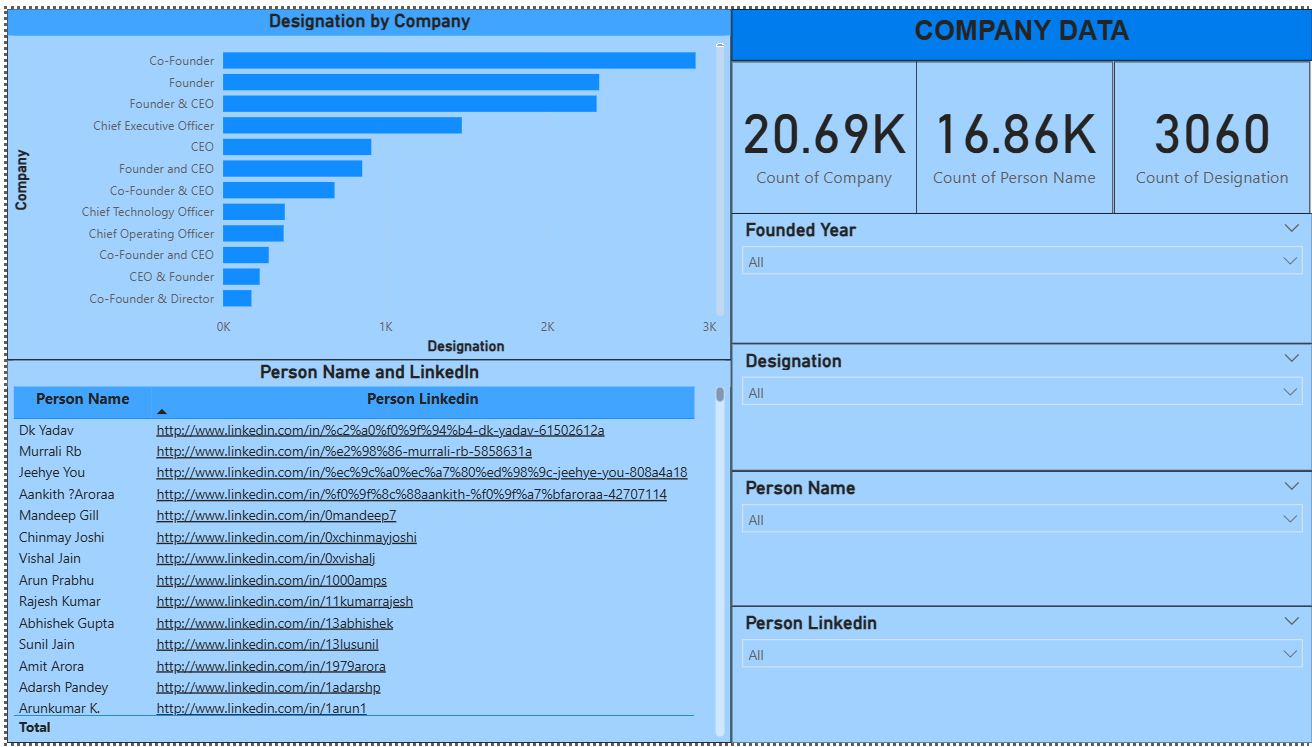 Designation by Company
Company
Co-Founder
Founder
Founder & CEO
Chief Executive Officer
CEO
Founder and CEO
Co-Founder & CEO
Chief Technology Officer
Chief Operating Officer
Co-Founder and CEO
CEO & Founder
Co-Founder & Director
0K 1K 2K 3K
Designation
Person Name and LinkedIn
Person Name Person Linkedin
Dk Yadav http://www.linkedin.com/in/%c2%a0%f0%9f%94%b4-dk-yadav-61502612a
Murrali Rb http://www.linkedin.com/in/%e2%98%86-murrali-rb-5858631a
Jeehye You http://www.linkedin.com/in/%ec%9c%a0%ec%a7%80%ed%98%9c-jeehye-you-808a4a18
Aankith ?Aroraa http://www.linkedin.com/in/%f0%9f%8c%88aankith-%f0%9f%a7%bfaroraa-42707114
Mandeep Gill http://www.linkedin.com/in/0mandeep7
Chinmay Joshi http://www.linkedin.com/in/0xchinmayjoshi
Vishal Jain http://www.linkedin.com/in/0xvishalj
Arun Prabhu http://www.linkedin.com/in/1000amps
Rajesh Kumar http://www.linkedin.com/in/11kumarrajesh
Abhishek Gupta http://www.linkedin.com/in/13abhishek
Sunil Jain http://www.linkedin.com/in/13lusunil
Amit Arora http://www.linkedin.com/in/1979arora
Adarsh Pandey http://www.linkedin.com/in/1adarshp
Arunkumar K. http://www.linkedin.com/in/1arun1
Total
COMPANY DATA
20.69K 16.86K 3060
Count of Company Count of Person Name Count of Designation
Founded Year
All
Designation
All
Person Name
All
Person Linkedin
All